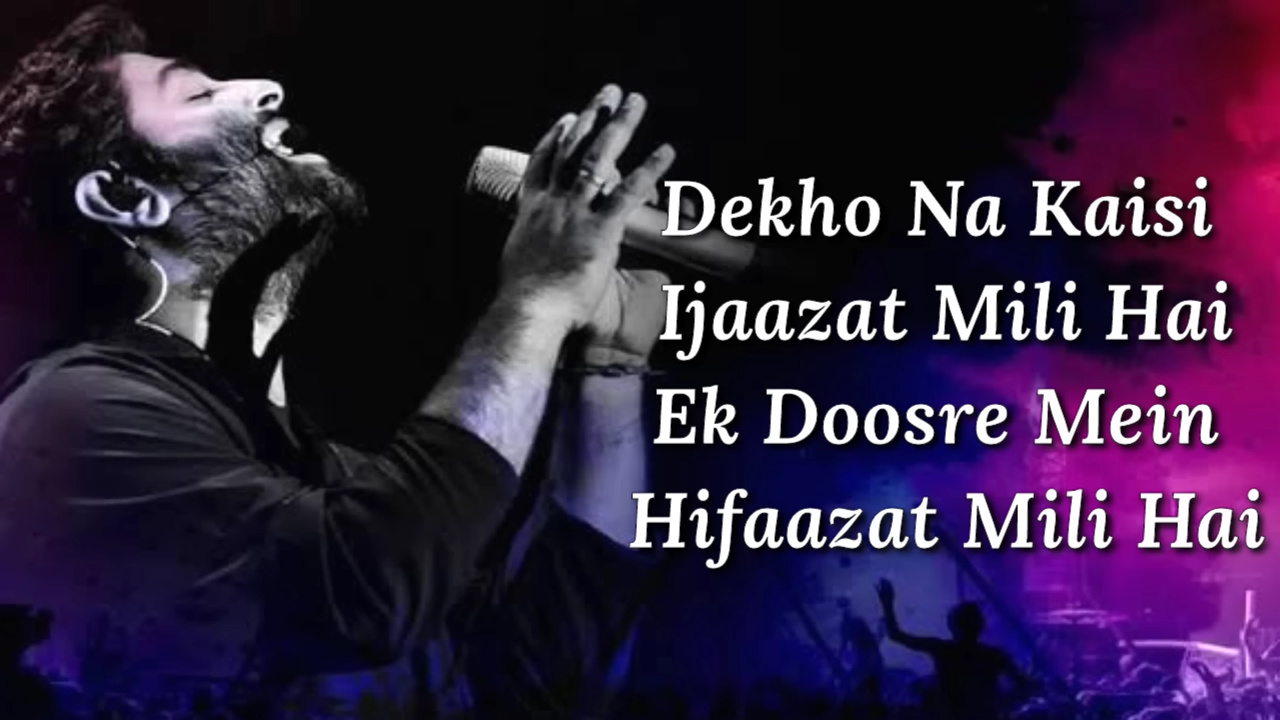 Dekho Na Kaisi
Ijaazat Mili Hai
Ek Doosre Mein
Hifaazat Mili Hai